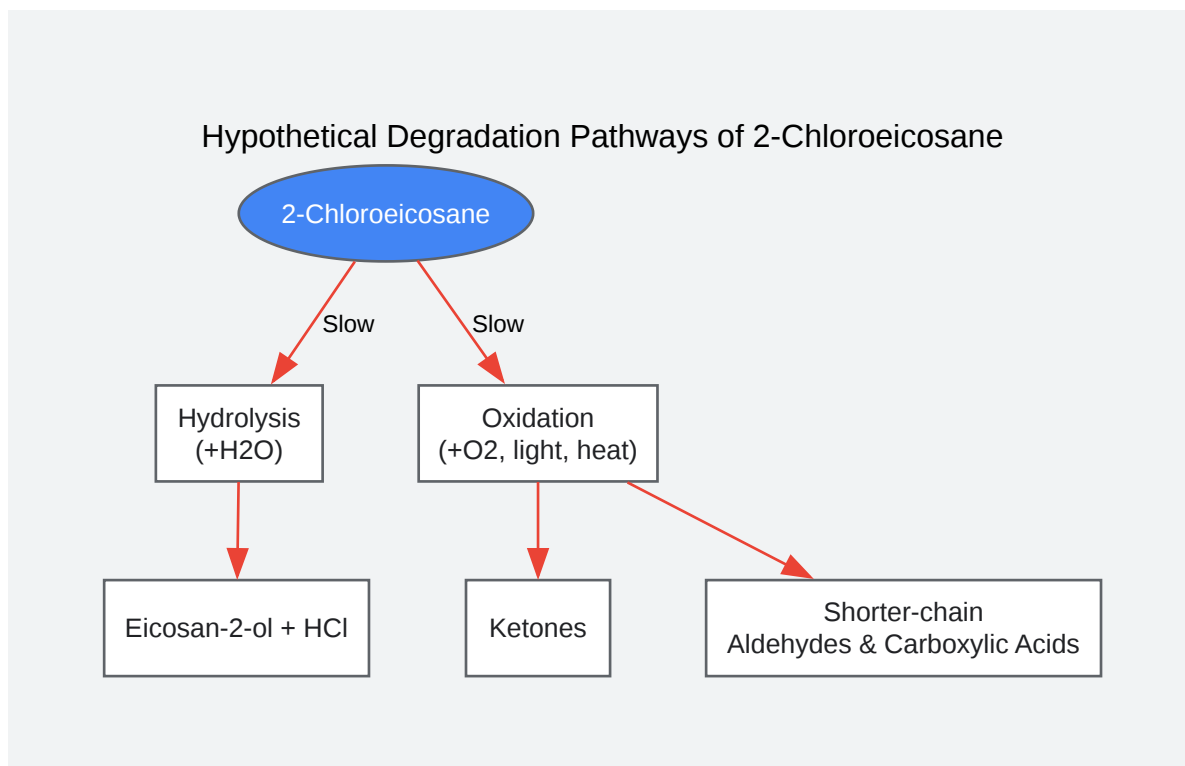 Hypothetical Degradation Pathways of 2-Chloroeicosane
2-Chloroeicosane
Slow
Slow
Hydrolysis
(+H2O)
Oxidation
(+O2, light, heat)
Eicosan-2-ol + HCl
Ketones
Shorter-chain
Aldehydes & Carboxylic Acids